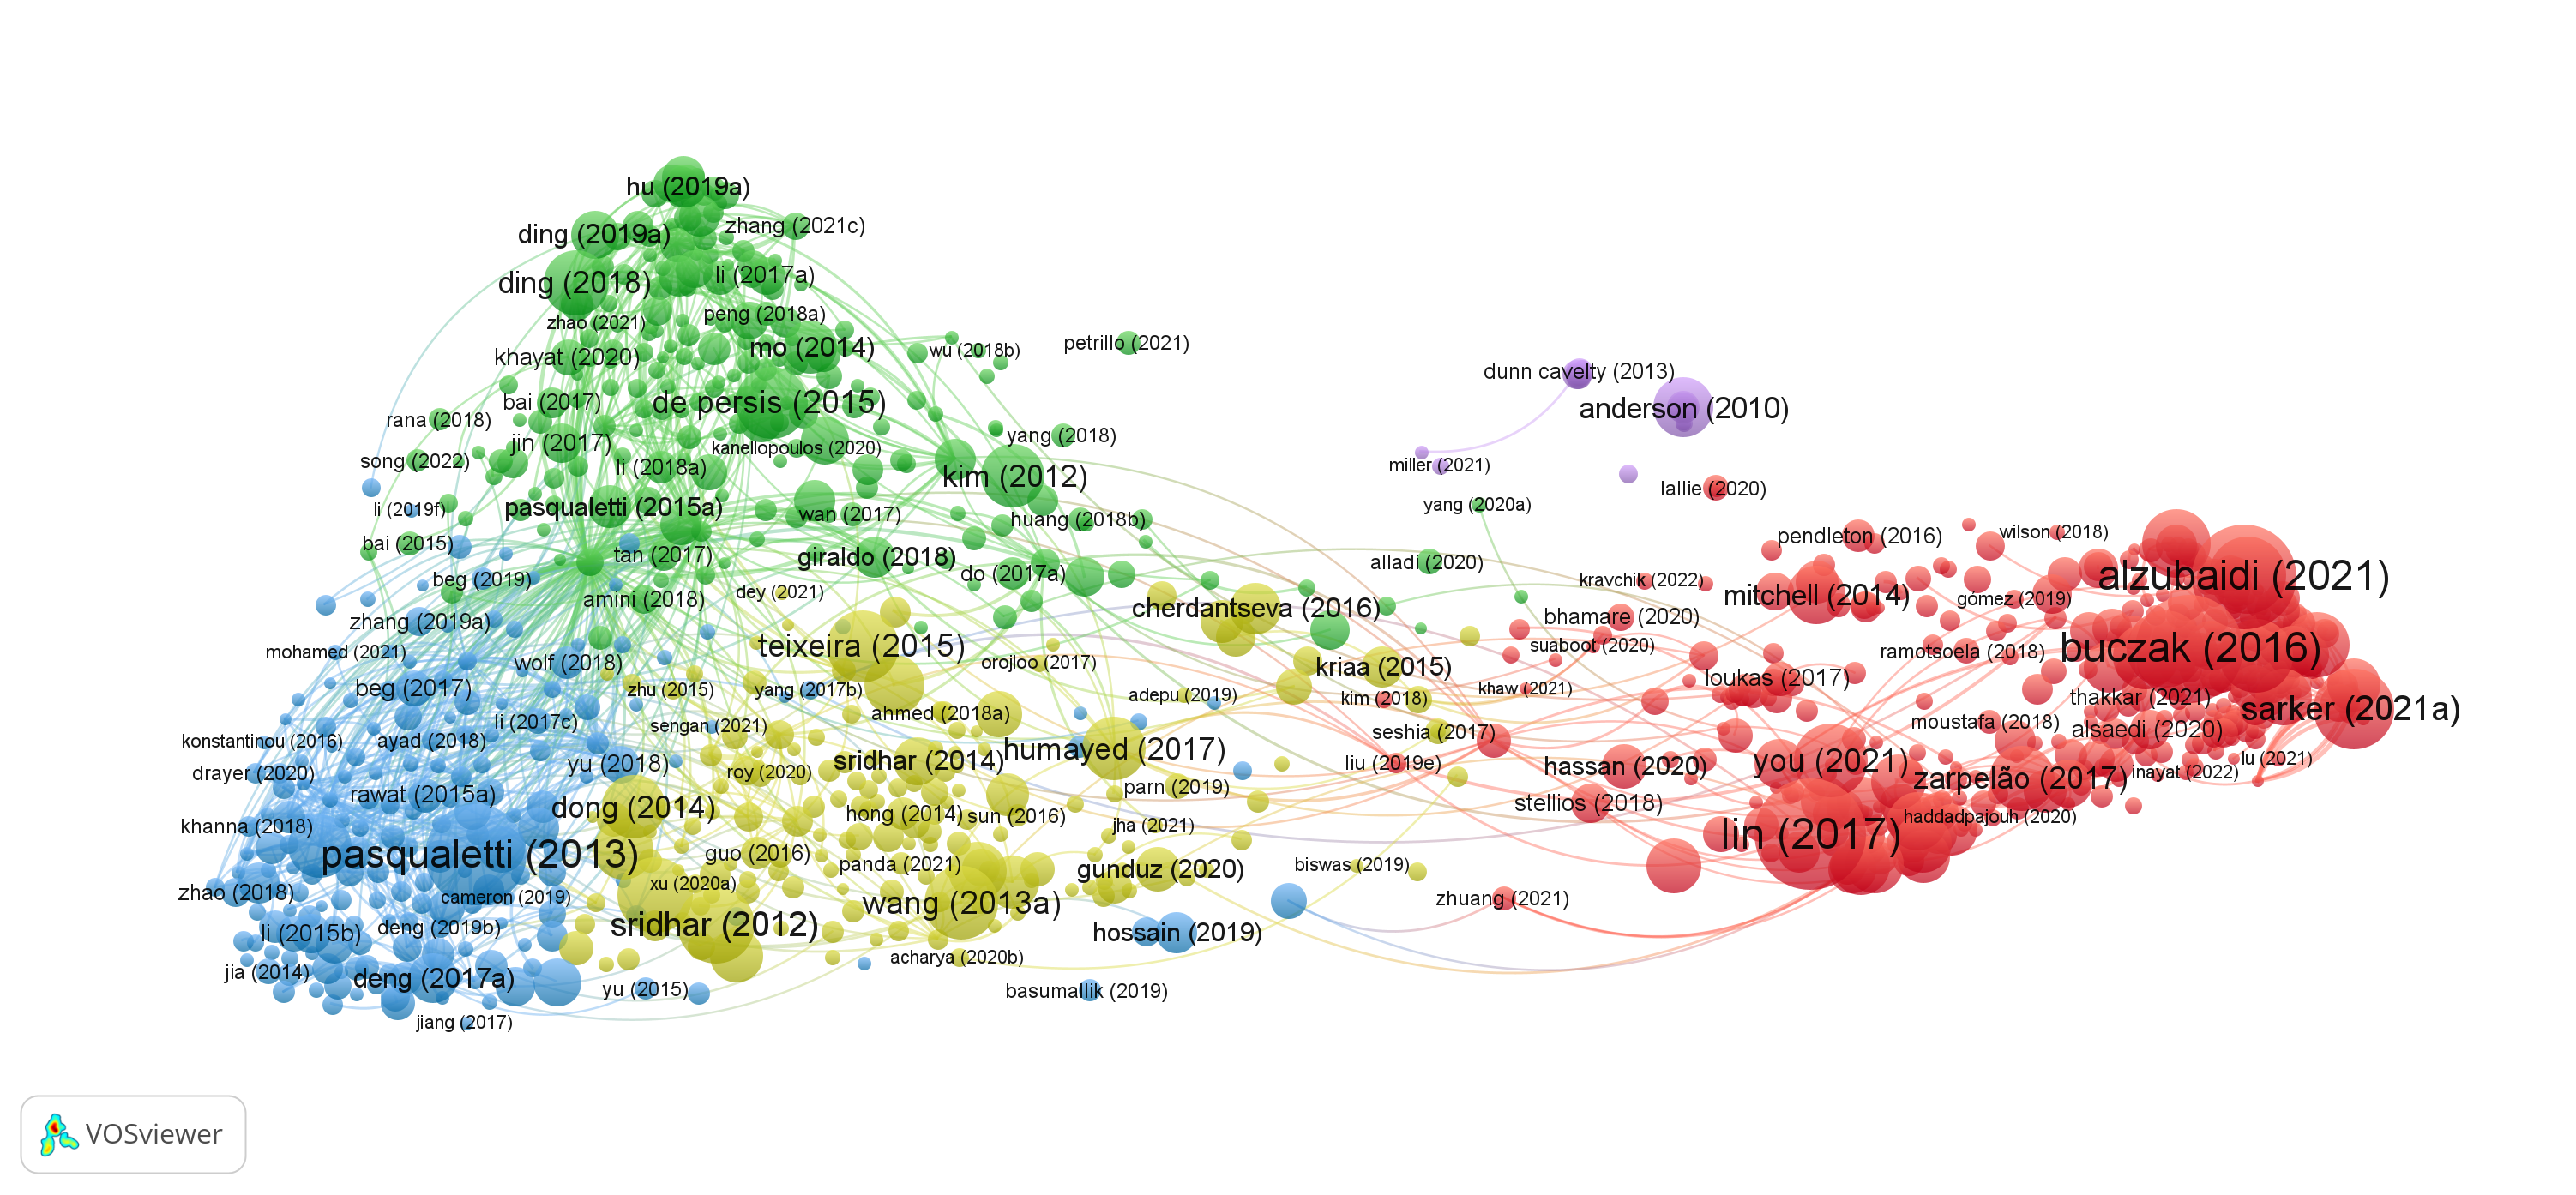 hu (2019a)
zhang (2021c)
ding (2019a)
li (2017a)
ding (2018)
peng (2018a)
zhao (2021)
petrillo (2021)
mo (2014)
wu (2018b)
khayat (2020)
dunn cavelty (2013)
bai (2017)
de persis (2015)
anderson (2010)
rana (2018)
yang (2018)
jin (2017)
kanellopoulos (2020)
song (2022)
li (2018a)
miller (2021)
kim (2012)
lallie (2020)
li (2019f)
pasqualetti (2015a)
yang (2020a)
wan (2017)
huang (2018b)
wilson (2018)
pendleton (2016)
bai (2015)
tan (2017)
giraldo (2018)
alladi (2020)
do (2017a)
beg (2019)
kravchik (2022)
alzubaidi (2021)
dey (2021)
amini (2018)
mitchell (2014)
gómez (2019)
cherdantseva (2016)
bhamare (2020)
zhang (2019a)
teixeira (2015)
suaboot (2020)
buczak (2016)
mohamed (2021)
ramotsoela (2018)
wolf (2018)
orojloo (2017)
kriaa (2015)
loukas (2017)
beg (2017)
zhu (2015)
yang (2017b)
adepu (2019)
kim (2018)
khaw (2021)
thakkar (2021)
sarker (2021a)
ahmed (2018a)
li (2017c)
sengan (2021)
seshia (2017)
moustafa (2018)
alsaedi (2020)
konstantinou (2016)
ayad (2018)
humayed (2017)
yu (2018)
sridhar (2014)
liu (2019e)
hassan (2020)
you (2021)
lu (2021)
drayer (2020)
roy (2020)
inayat (2022)
zarpelão (2017)
parn (2019)
rawat (2015a)
dong (2014)
stellios (2018)
hong (2014)
sun (2016)
haddadpajouh (2020)
khanna (2018)
jha (2021)
lin (2017)
pasqualetti (2013)
guo (2016)
panda (2021)
gunduz (2020)
biswas (2019)
zhao (2018)
xu (2020a)
cameron (2019)
wang (2013a)
zhuang (2021)
li (2015b)
deng (2019b)
sridhar (2012)
hossain (2019)
acharya (2020b)
jia (2014)
deng (2017a)
yu (2015)
basumallik (2019)
jiang (2017)
VOSviewer